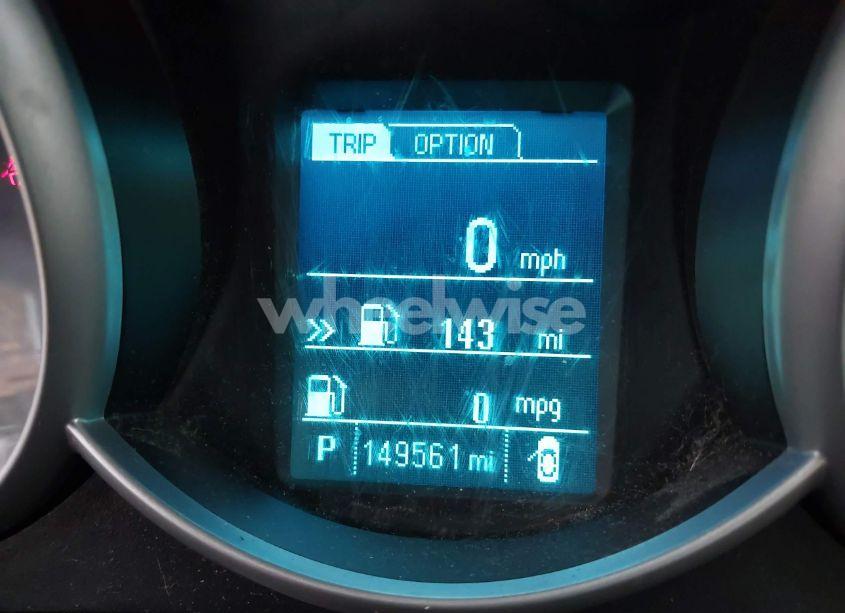 TRIP OPTION
0 mph
wheelwise
143 mi
0 mpg
P 149561 mi